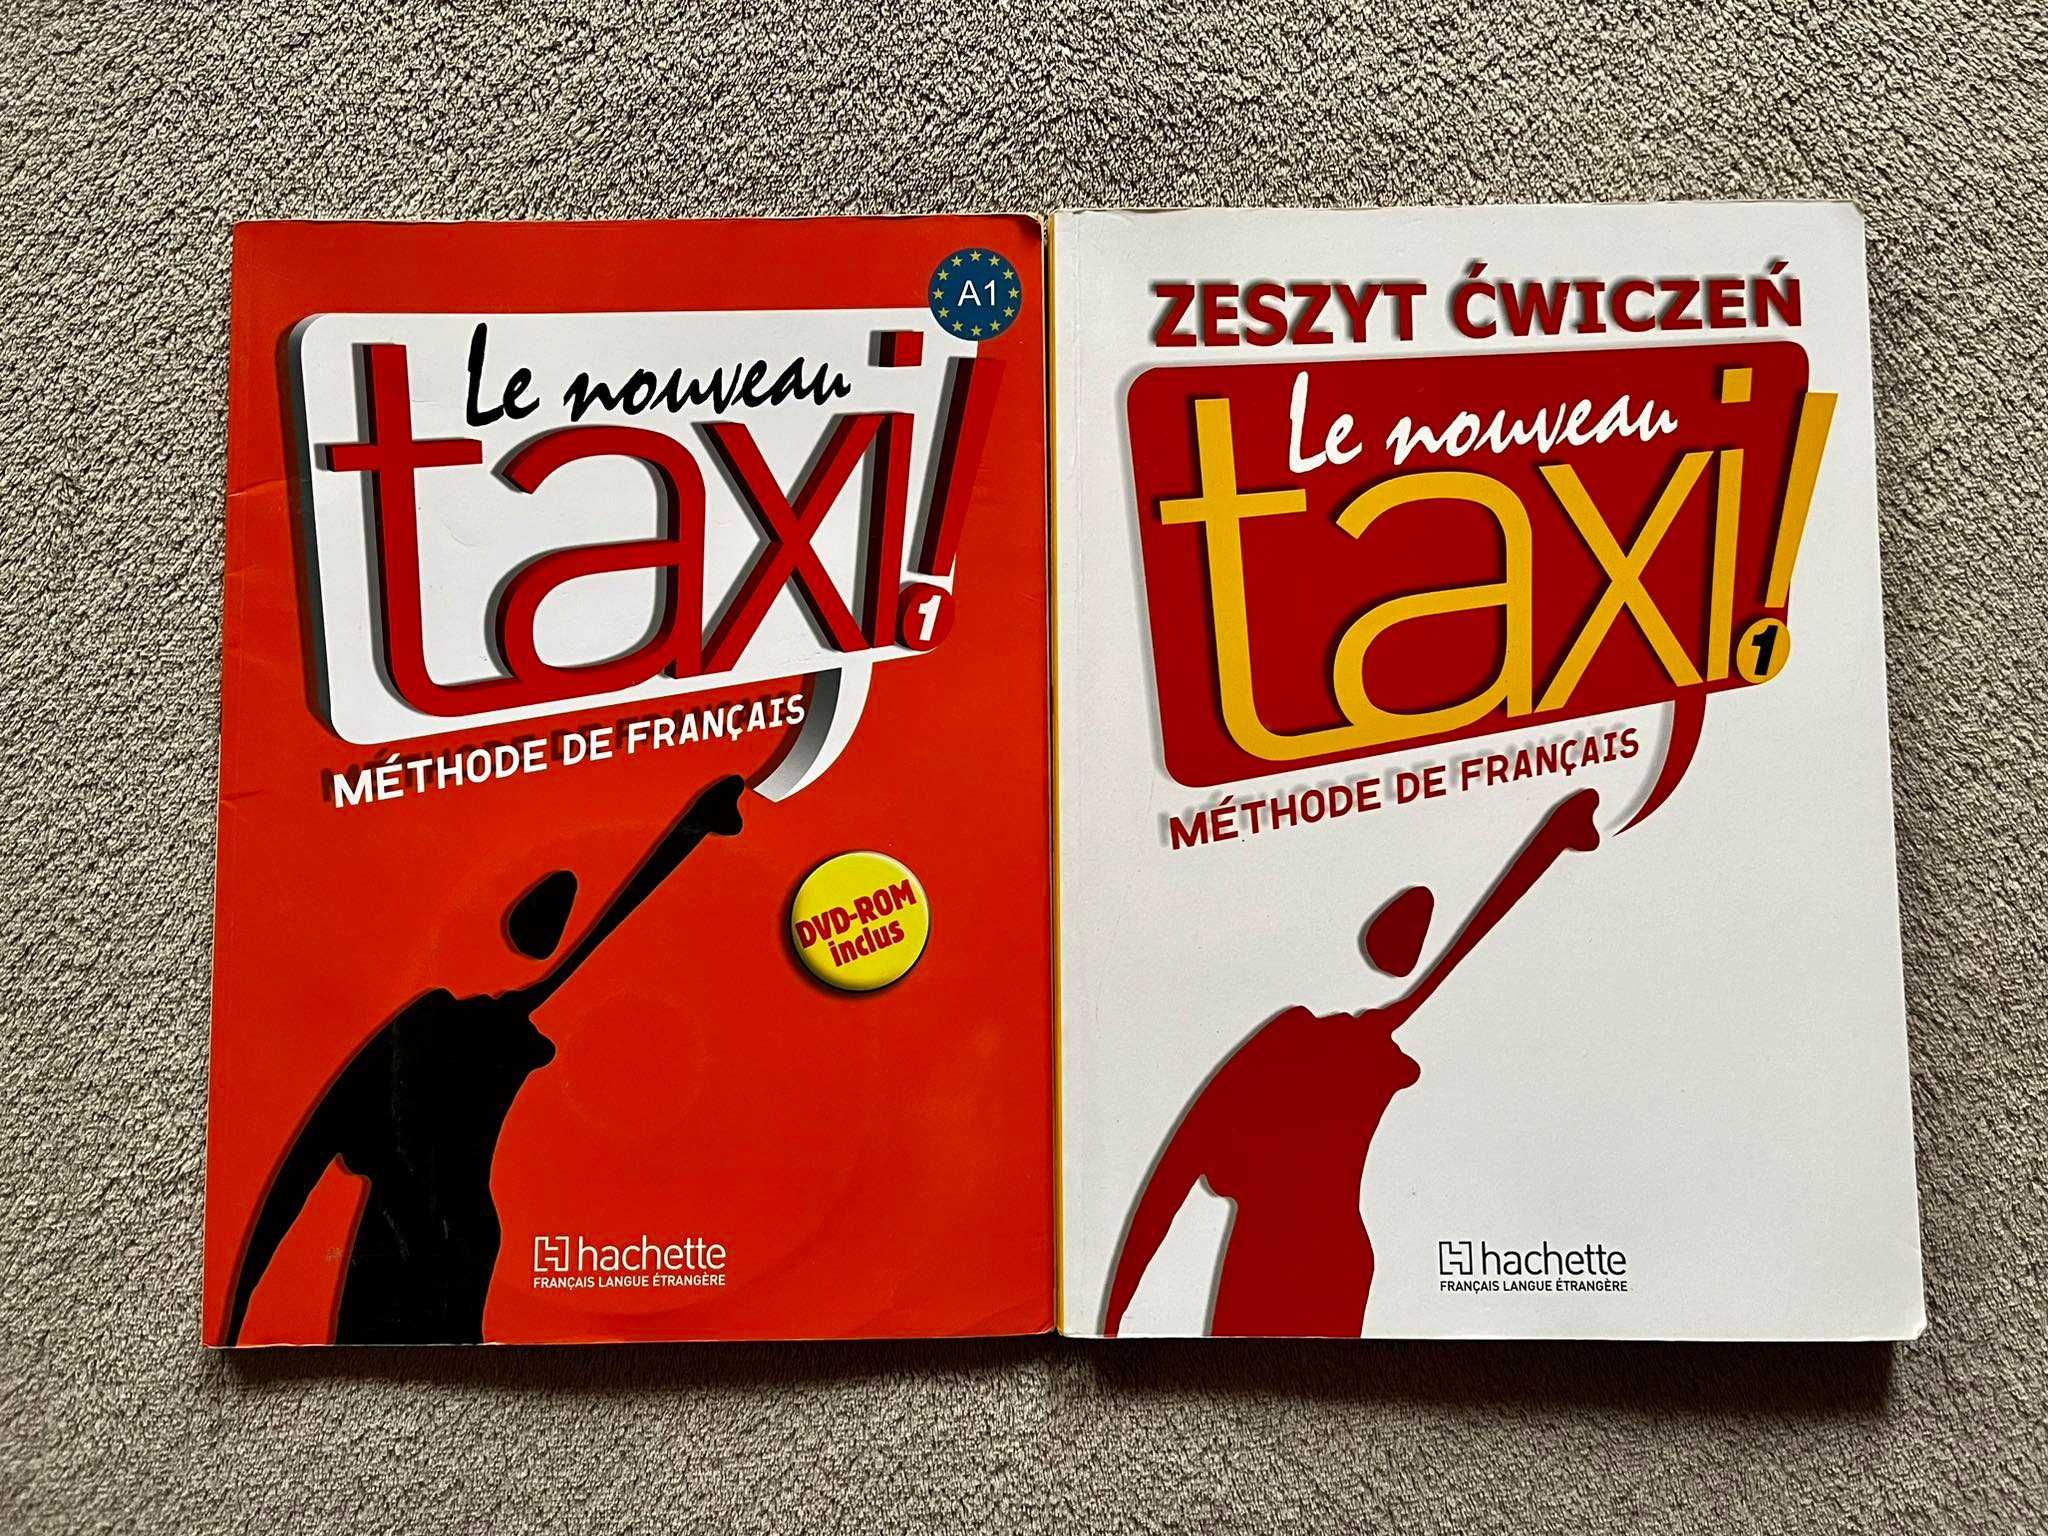 A1
Le nouveau
taxi!
1
MÉTHODE DE FRANÇAIS
DVD-ROM
inclus
hachette
FRANÇAIS LANGUE ÉTRANGÈRE
ZESZYT ĆWICZEŃ
Le nouveau
taxi!
1
MÉTHODE DE FRANÇAIS
hachette
FRANÇAIS LANGUE ÉTRANGÈRE